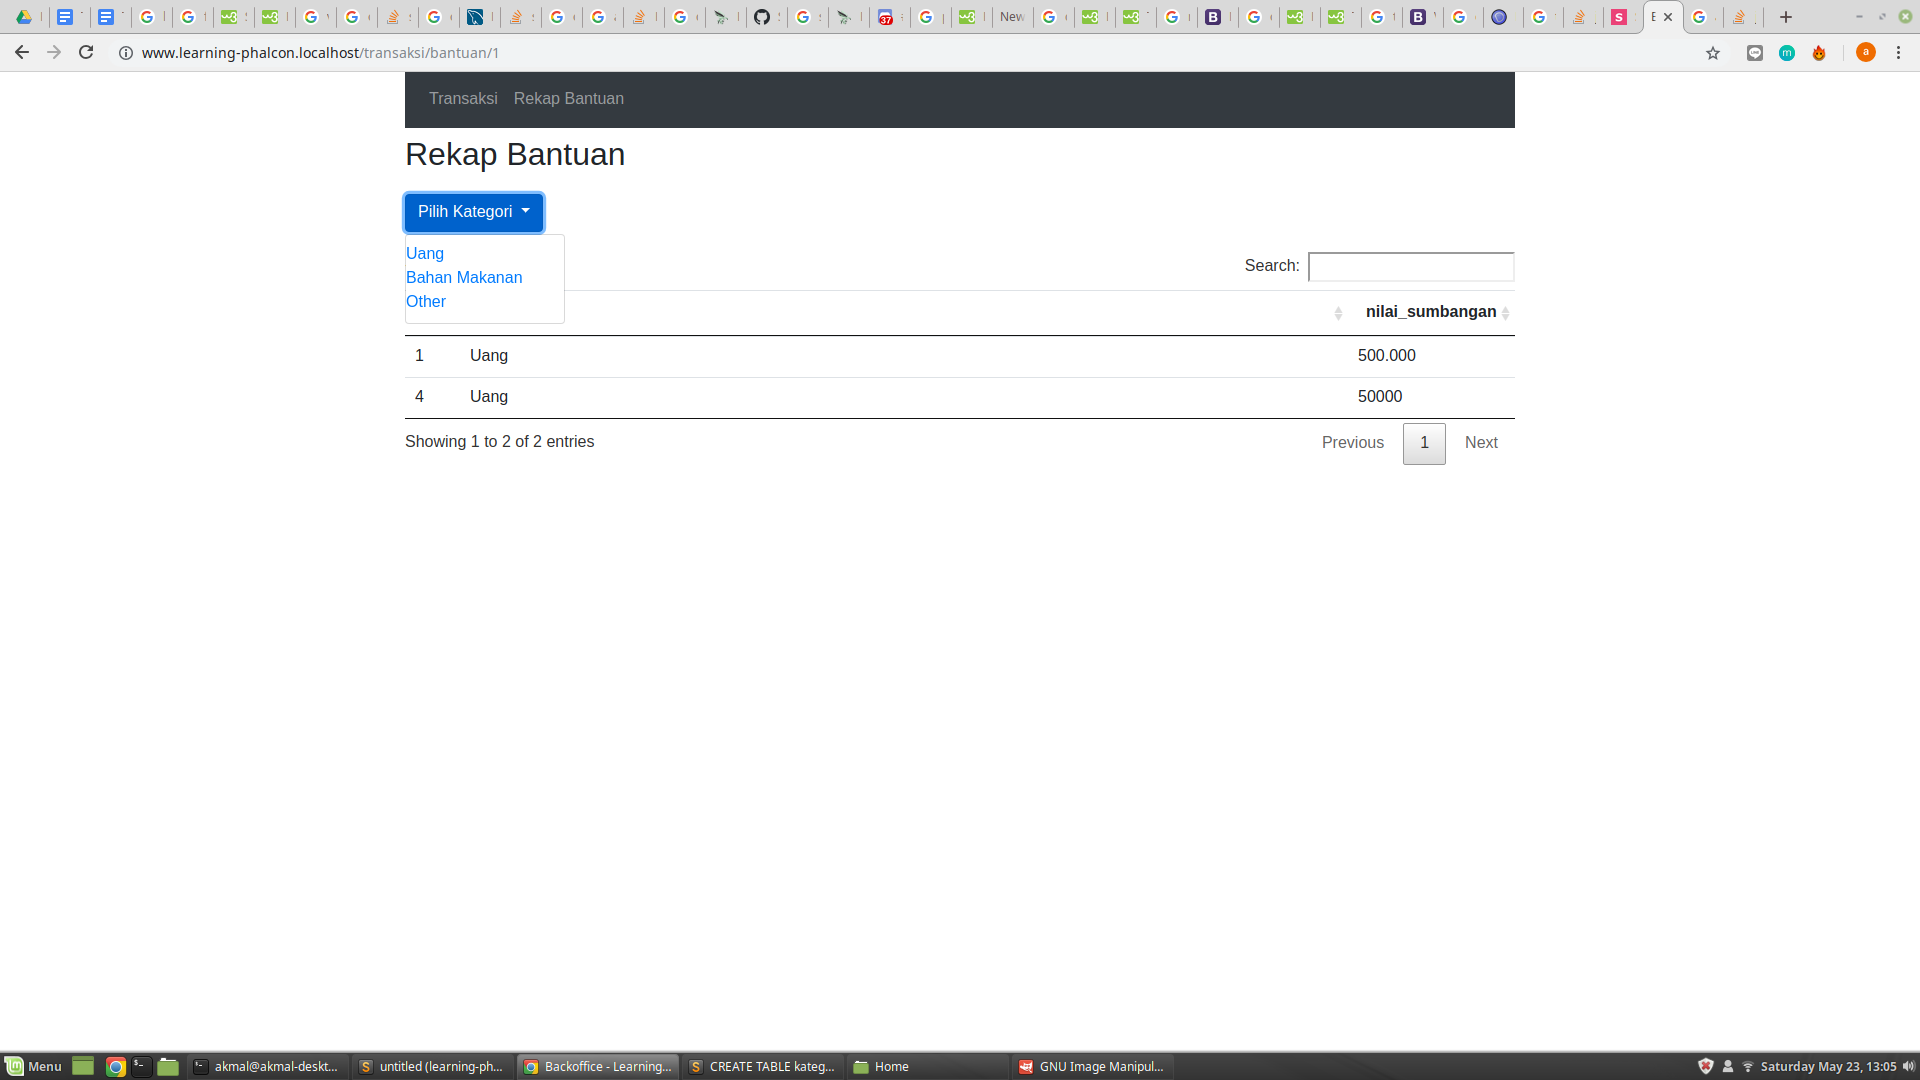 New
E
www.learning-phalcon.localhost/transaksi/bantuan/1
a
Transaksi Rekap Bantuan
Rekap Bantuan
Pilih Kategori
Uang
Bahan Makanan
Other
Search:
nilai_sumbangan
1 Uang 500.000
4 Uang 50000
Showing 1 to 2 of 2 entries
Previous 1 Next
Menu
akmal@akmal-deskt...
untitled (learning-ph...
Backoffice - Learning...
CREATE TABLE kateg...
Home
GNU Image Manipul...
Saturday May 23, 13:05